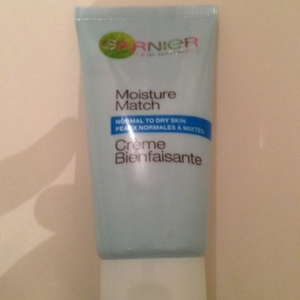 GARNIER
Moisture
Match
NORMAL TO DRY SKIN
PEAUX NORMALES À MIXTES
Crème
Bienfaisante